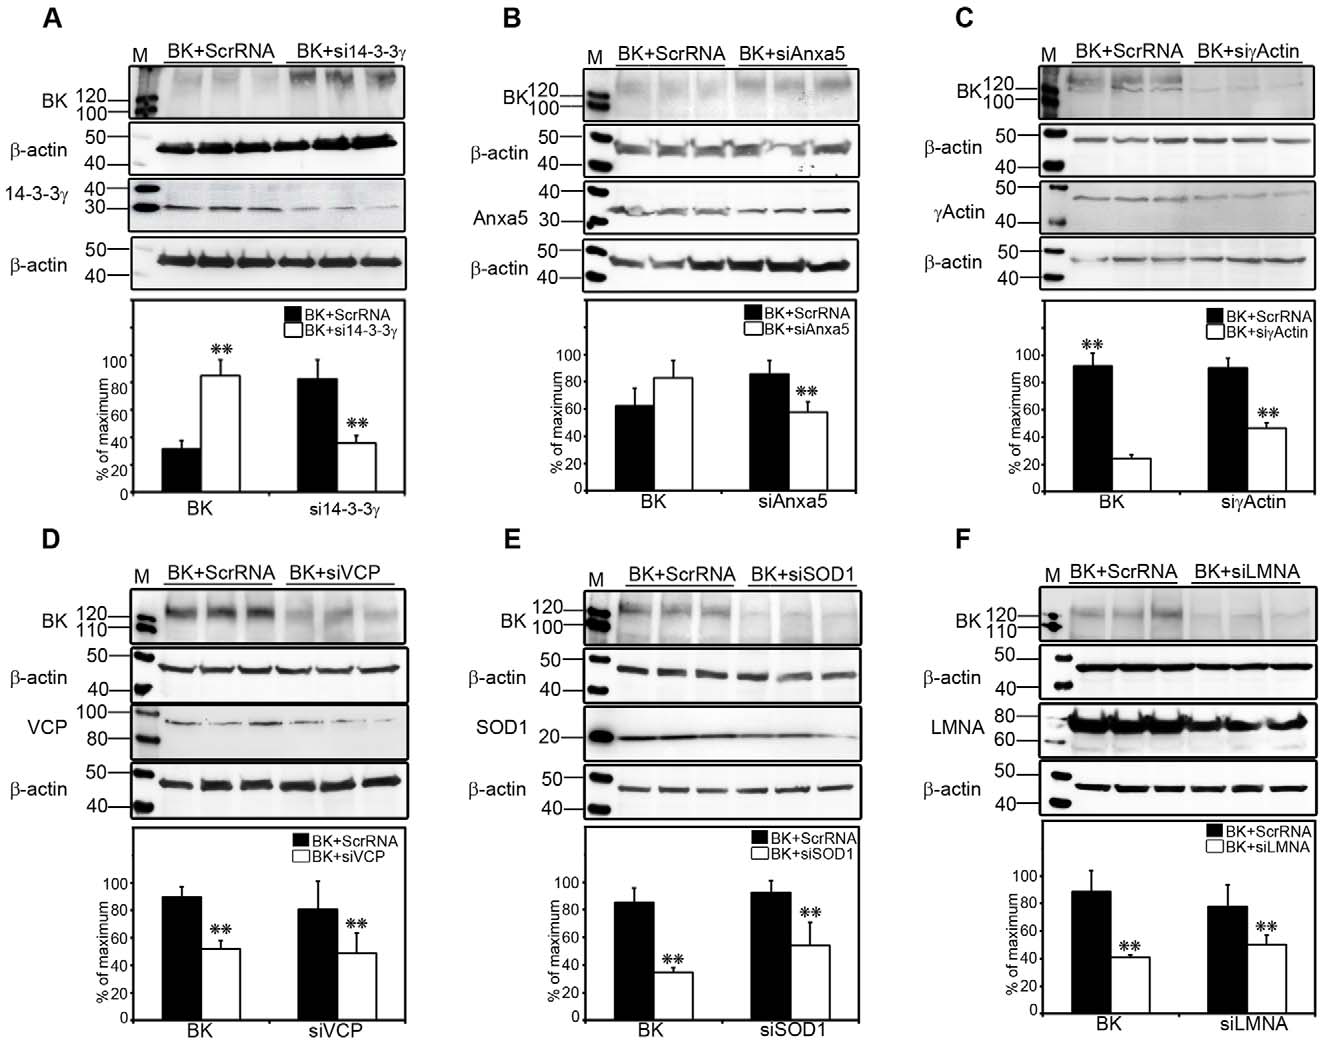 A
M BK+ScrRNA BK+si14-3-3γ
BK 120
100
β-actin 50
40
14-3-3γ 40
30
β-actin 50
40
BK+ScrRNA
BK+si14-3-3γ
% of maximum
100
80
60
40
20
0
**
**
BK si14-3-3γ
B
M BK+ScrRNA BK+siAnxa5
BK 120
100
β-actin 50
40
Anxa5 40
30
β-actin 50
40
BK+ScrRNA
BK+siAnxa5
% of maximum
100
80
60
40
20
0
**
BK siAnxa5
C
M BK+ScrRNA BK+siγActin
BK 120
100
β-actin 50
40
γActin 50
40
β-actin 50
40
BK+ScrRNA
BK+siγActin
% of maximum
100
80
60
40
20
0
**
**
BK siγActin
D
M BK+ScrRNA BK+siVCP
BK 120
110
β-actin 50
40
VCP 100
80
β-actin 50
40
BK+ScrRNA
BK+siVCP
% of maximum
100
80
60
40
20
0
**
**
BK siVCP
E
M BK+ScrRNA BK+siSOD1
BK 120
100
β-actin 50
40
SOD1 20
β-actin 50
40
BK+ScrRNA
BK+siSOD1
% of maximum
100
80
60
40
20
0
**
**
BK siSOD1
F
M BK+ScrRNA BK+siLMNA
BK 120
110
β-actin 50
40
LMNA 80
60
β-actin 50
40
BK+ScrRNA
BK+siLMNA
% of maximum
100
80
60
40
20
0
**
**
BK siLMNA